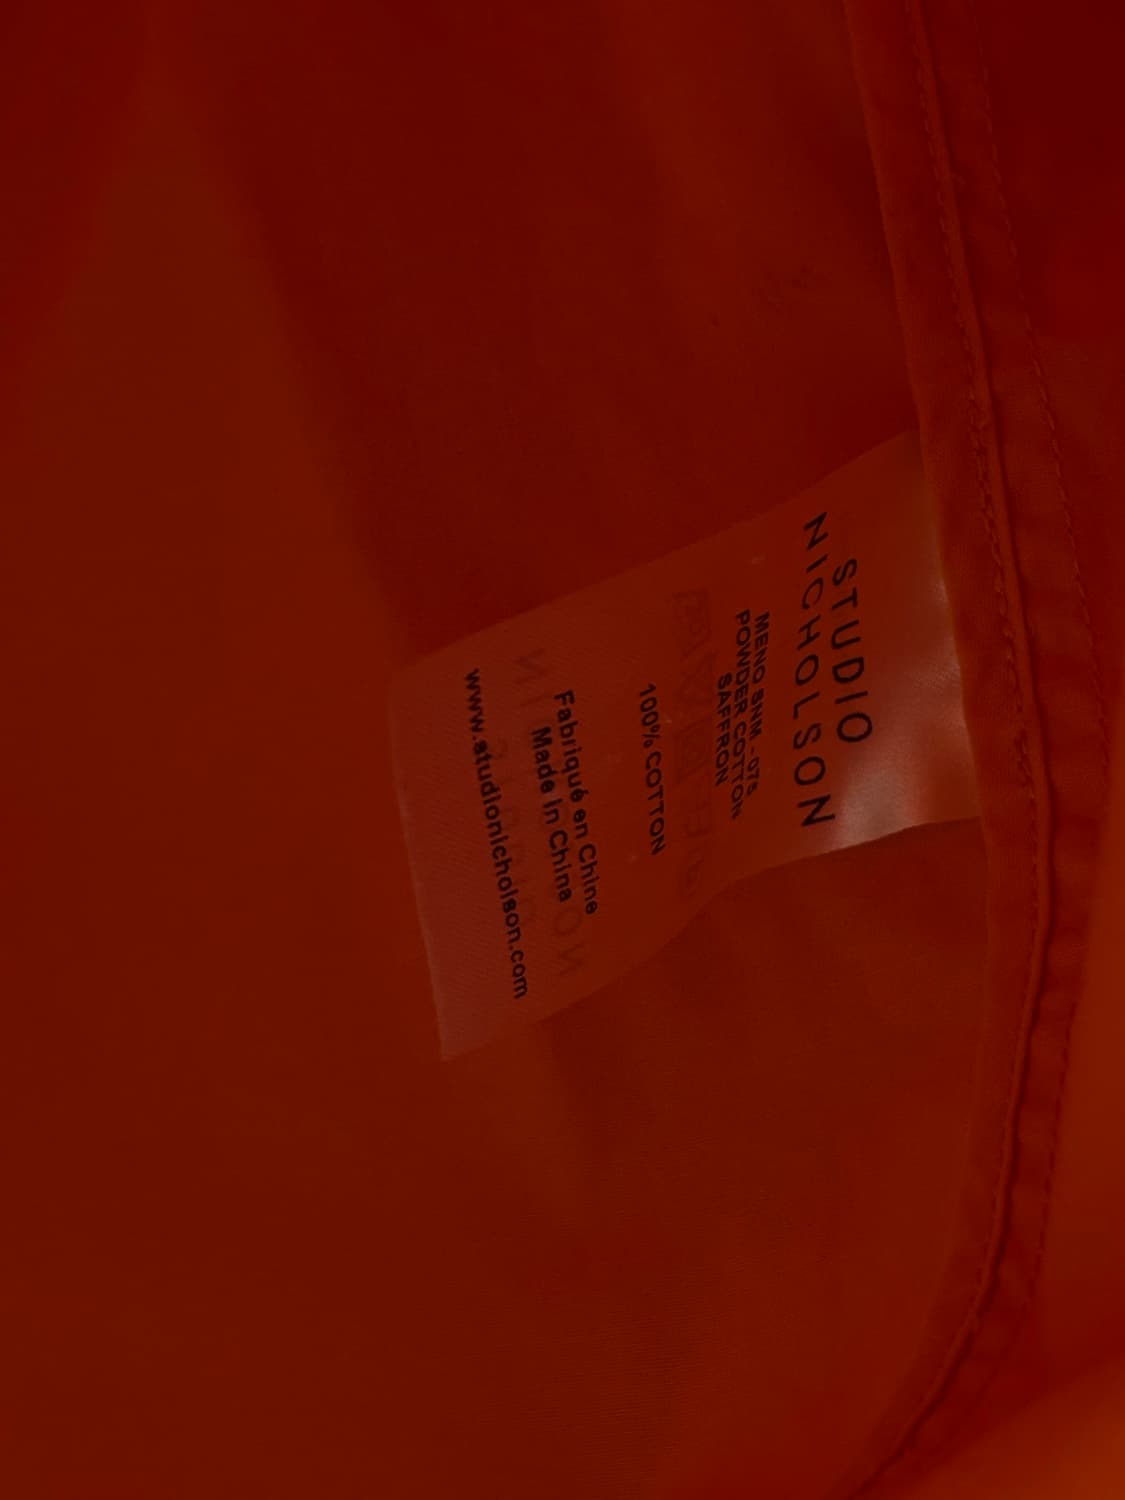 STUDIO
NICHOLSON
MENO SNM - 075
POWDER COTTON
SAFFRON
100% COTTON
Fabriqué en Chine
Made In China
www.studionicholson.com